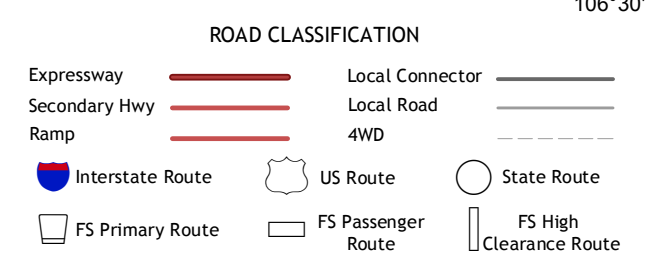 106°30'
ROAD CLASSIFICATION
Expressway
Local Connector
Secondary Hwy
Local Road
Ramp
4WD
Interstate Route
US Route
State Route
FS Primary Route
FS Passenger
Route
FS High
Clearance Route